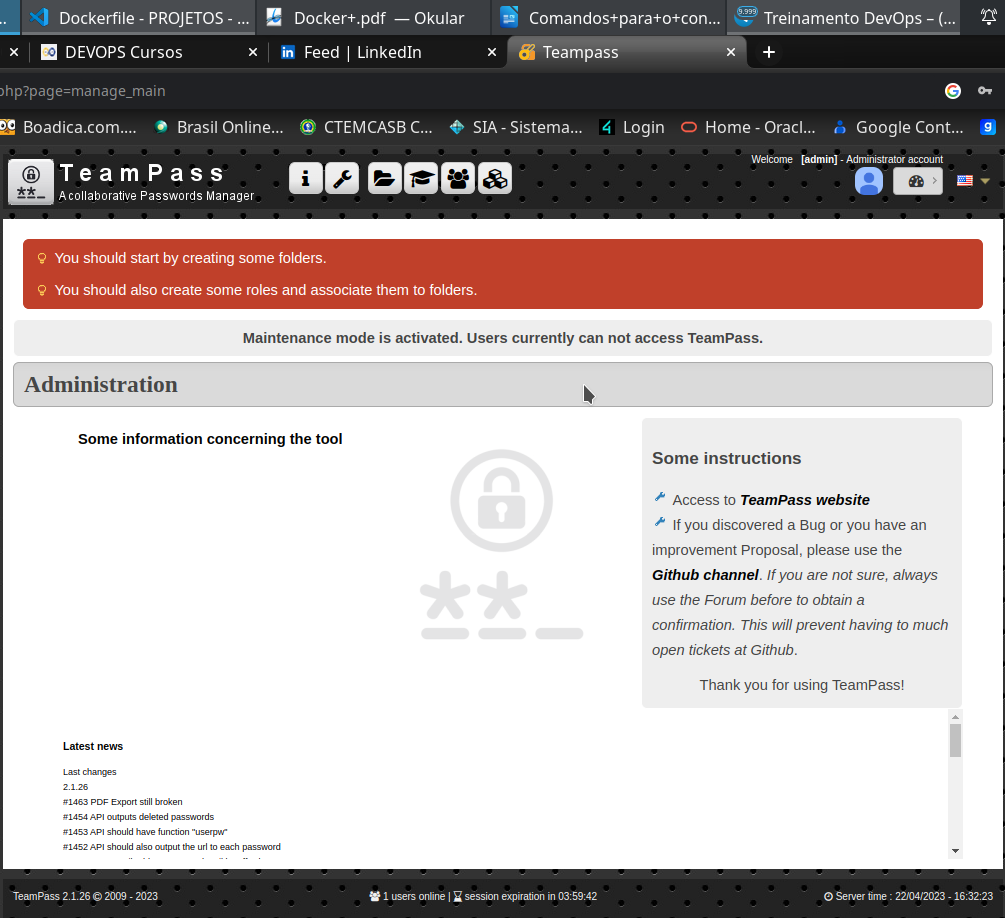 ..
Dockerfile - PROJETOS - ...
Docker+.pdf — Okular
Comandos+para+o+con...
9.999
Treinamento DevOps – (...
DEVOPS Cursos
Feed | LinkedIn
Teampass
php?page=manage_main
Boadica.com....
Brasil Online...
CTEMCASB C...
SIA - Sistema...
Login
Home - Oracl...
Google Cont...
TeamPass
A collaborative Passwords Manager
Welcome [admin] - Administrator account
You should start by creating some folders.
You should also create some roles and associate them to folders.
Maintenance mode is activated. Users currently can not access TeamPass.
Administration
Some information concerning the tool
Some instructions
Access to TeamPass website
If you discovered a Bug or you have an
improvement Proposal, please use the
Github channel. If you are not sure, always
use the Forum before to obtain a
confirmation. This will prevent having to much
open tickets at Github.
Thank you for using TeamPass!
Latest news
Last changes
2.1.26
#1463 PDF Export still broken
#1454 API outputs deleted passwords
#1453 API should have function "userpw"
#1452 API should also output the url to each password
TeamPass 2.1.26 © 2009 - 2023
1 users online | session expiration in 03:59:42
Server time : 22/04/2023 - 16:32:23